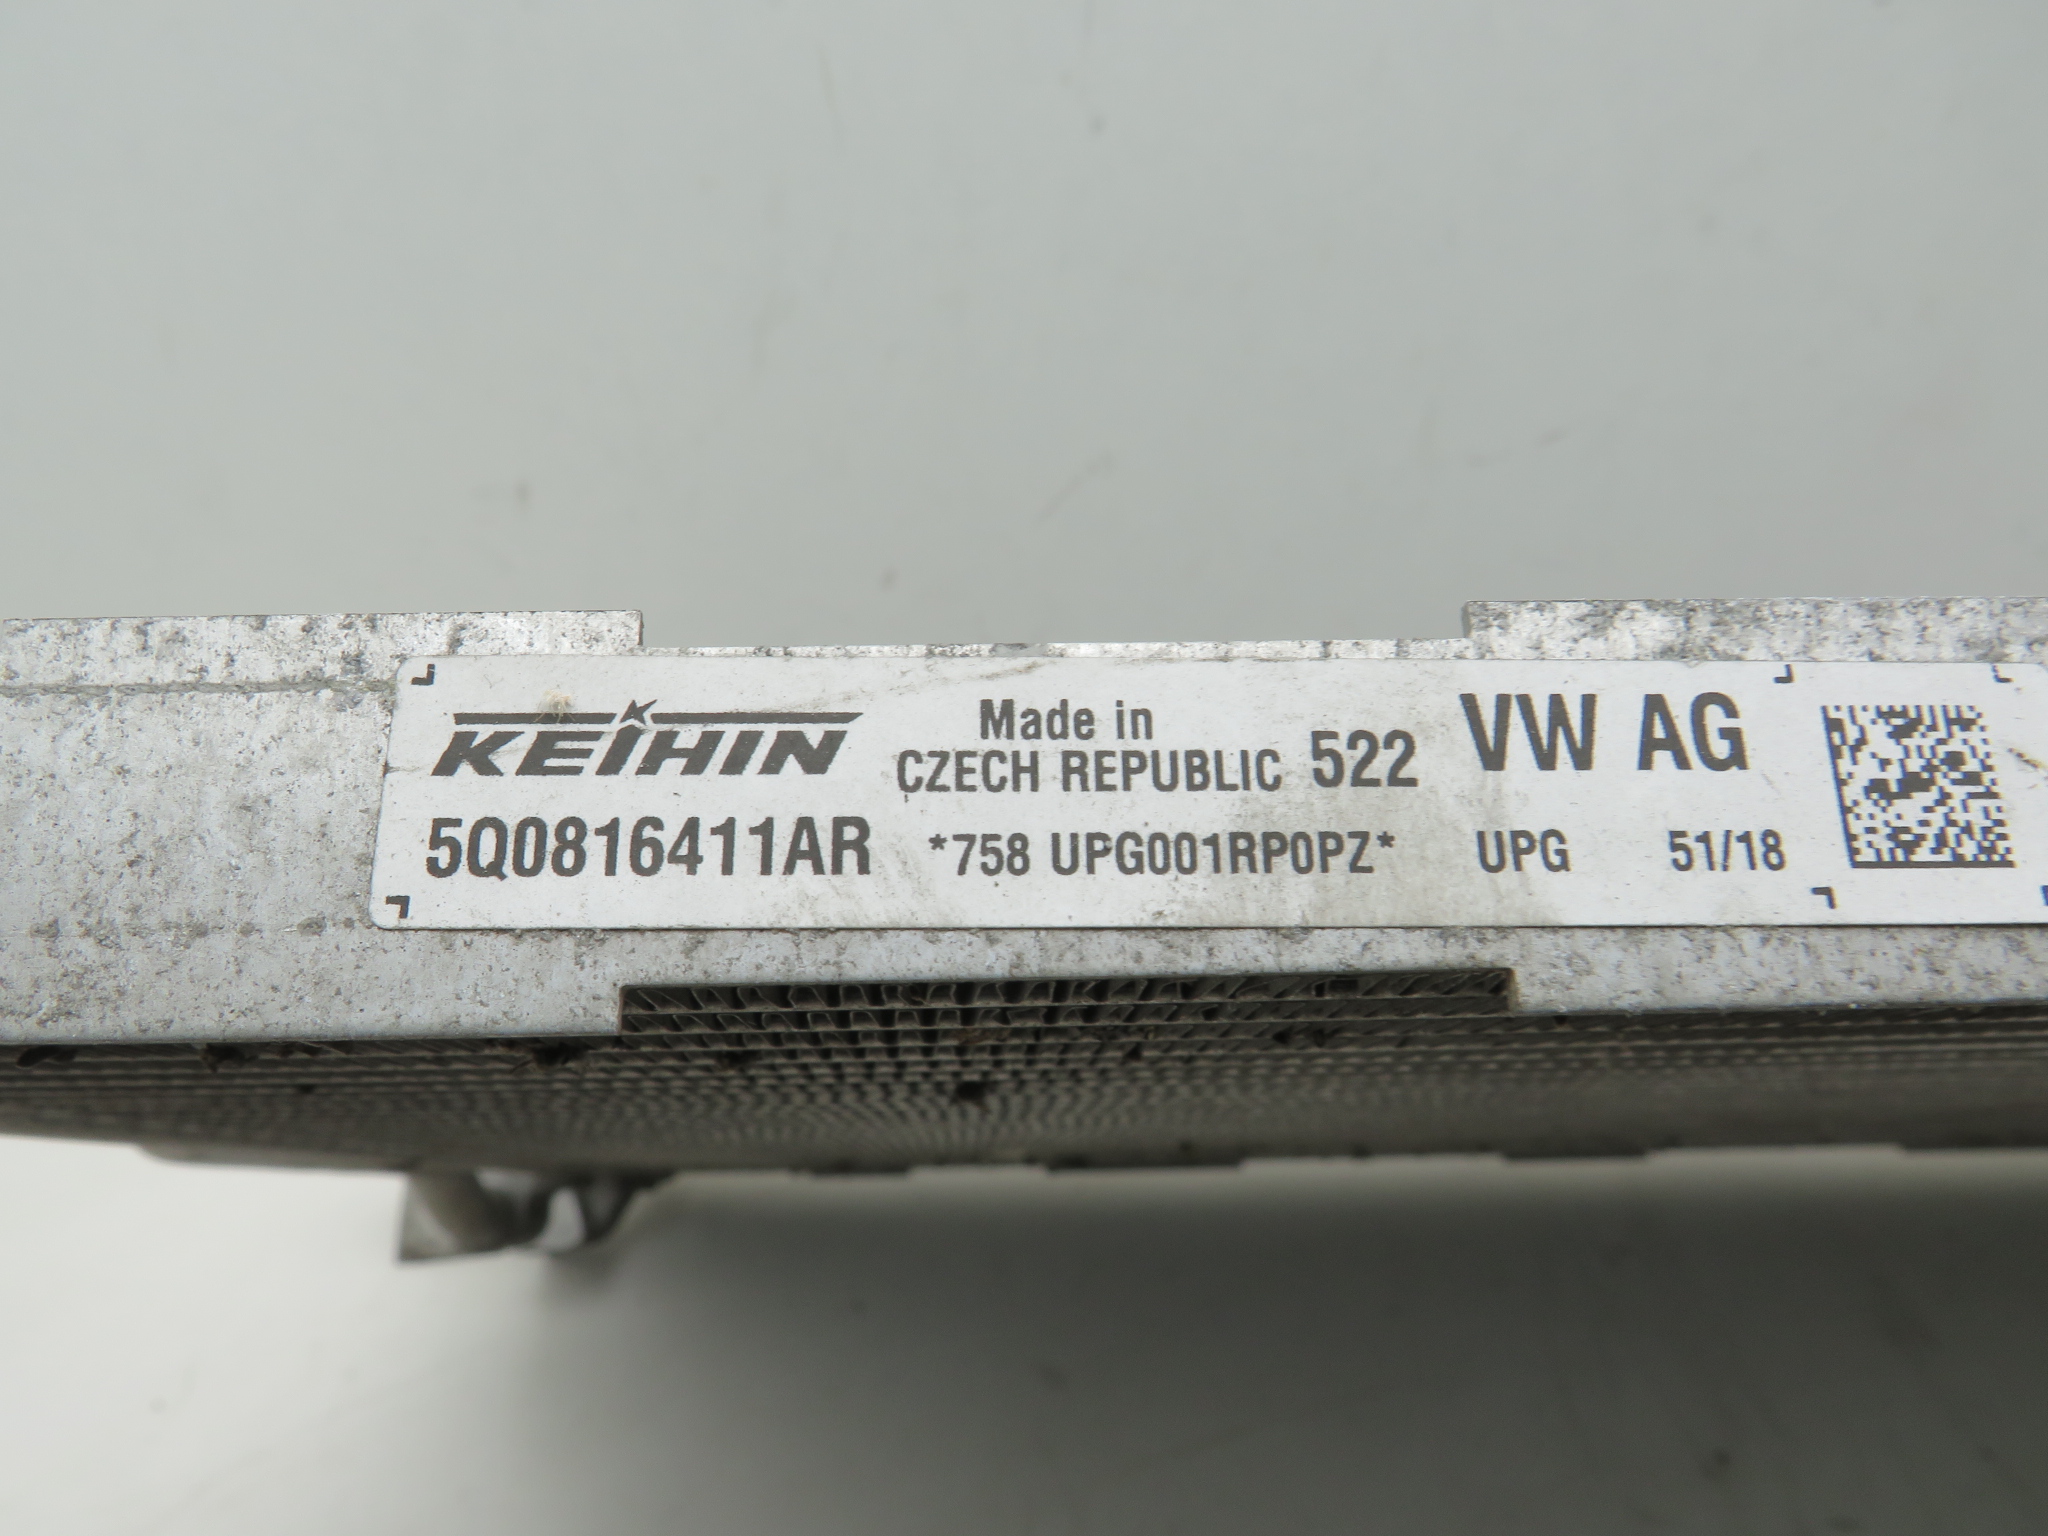 KEIHIN Made in VW AG
CZECH REPUBLIC 522
5Q0816411AR *758 UPG001RP0PZ* UPG 51/18